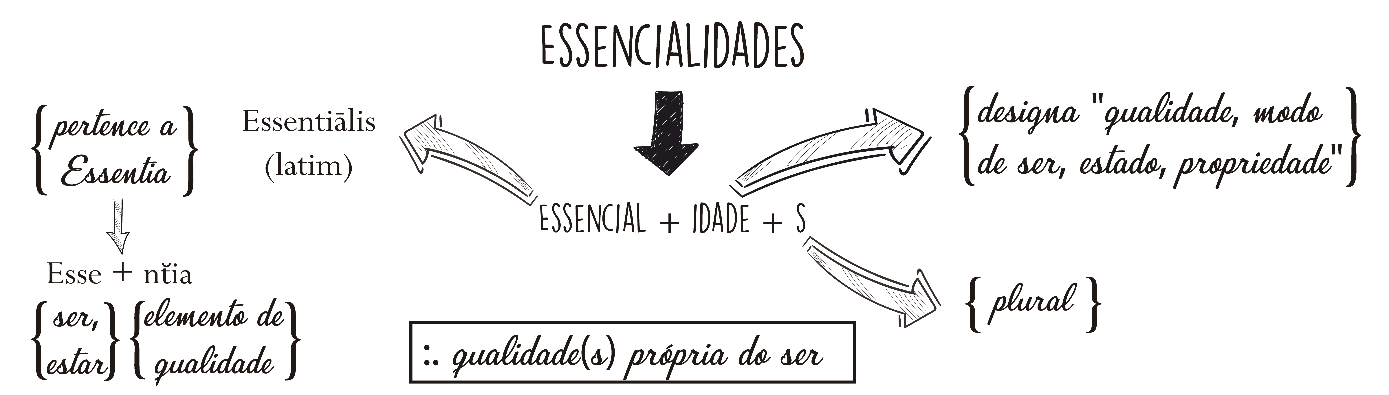 ESSENCIALIDADES
{pertence a
Essentia}
Essentiālis
(latim)
{designa "qualidade, modo
de ser, estado, propriedade"}
ESSENCIAL + IDADE + S
Esse + ntĭa
{ser,
estar}
{elemento de
qualidade}
{plural}
:. qualidade(s) própria do ser